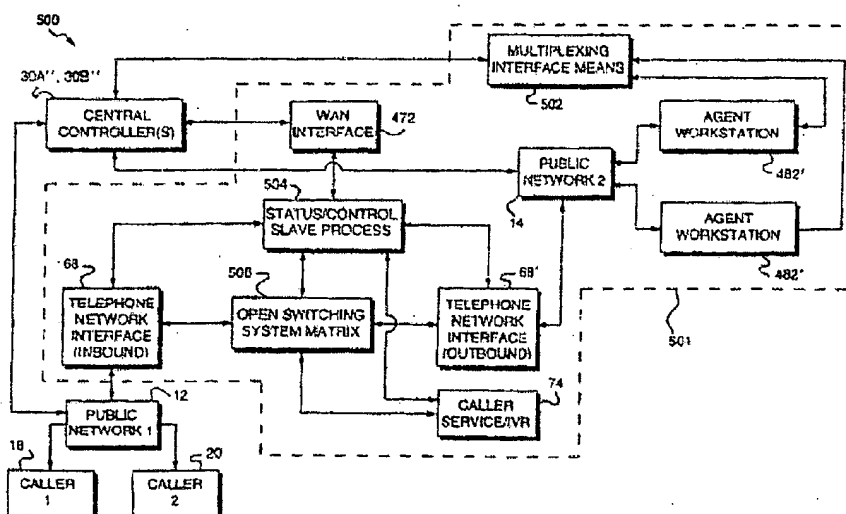 500
30A'', 30B''
CENTRAL
CONTROLLER(S)
WAN
INTERFACE
472
MULTIPLEXING
INTERFACE MEANS
502
AGENT
WORKSTATION
482'
PUBLIC
NETWORK 2
14
AGENT
WORKSTATION
482'
504
STATUS/CONTROL
SLAVE PROCESS
68
TELEPHONE
NETWORK
INTERFACE
(INBOUND)
506
OPEN SWITCHING
SYSTEM MATRIX
68'
TELEPHONE
NETWORK
INTERFACE
(OUTBOUND)
501
74
CALLER
SERVICE/IVR
12
PUBLIC
NETWORK 1
18
CALLER
1
20
CALLER
2